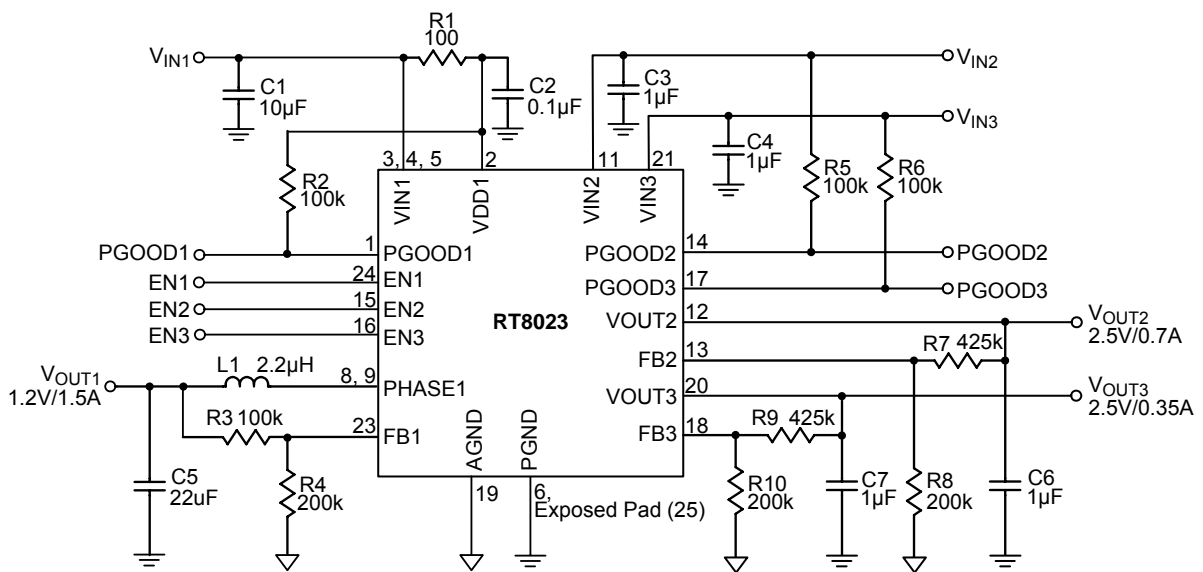 R1
100
VIN1
C1
10µF
C2
0.1µF
C3
1µF
VIN2
VIN3
C4
1µF
R2
100k
R5
100k
R6
100k
3, 4, 5
2
11
21
VIN1
VDD1
VIN2
VIN3
PGOOD1
1
PGOOD1
PGOOD2
14
PGOOD2
EN1
24
EN1
PGOOD3
17
PGOOD3
EN2
15
EN2
EN3
16
EN3
RT8023
VOUT2
12
VOUT2
2.5V/0.7A
FB2
13
R7 425k
VOUT1
1.2V/1.5A
L1 2.2µH
8, 9
PHASE1
VOUT3
20
VOUT3
2.5V/0.35A
R3 100k
23
FB1
FB3
18
R9 425k
AGND
PGND
C5
22uF
R4
200k
19
6,
Exposed Pad (25)
R10
200k
C7
1µF
R8
200k
C6
1µF